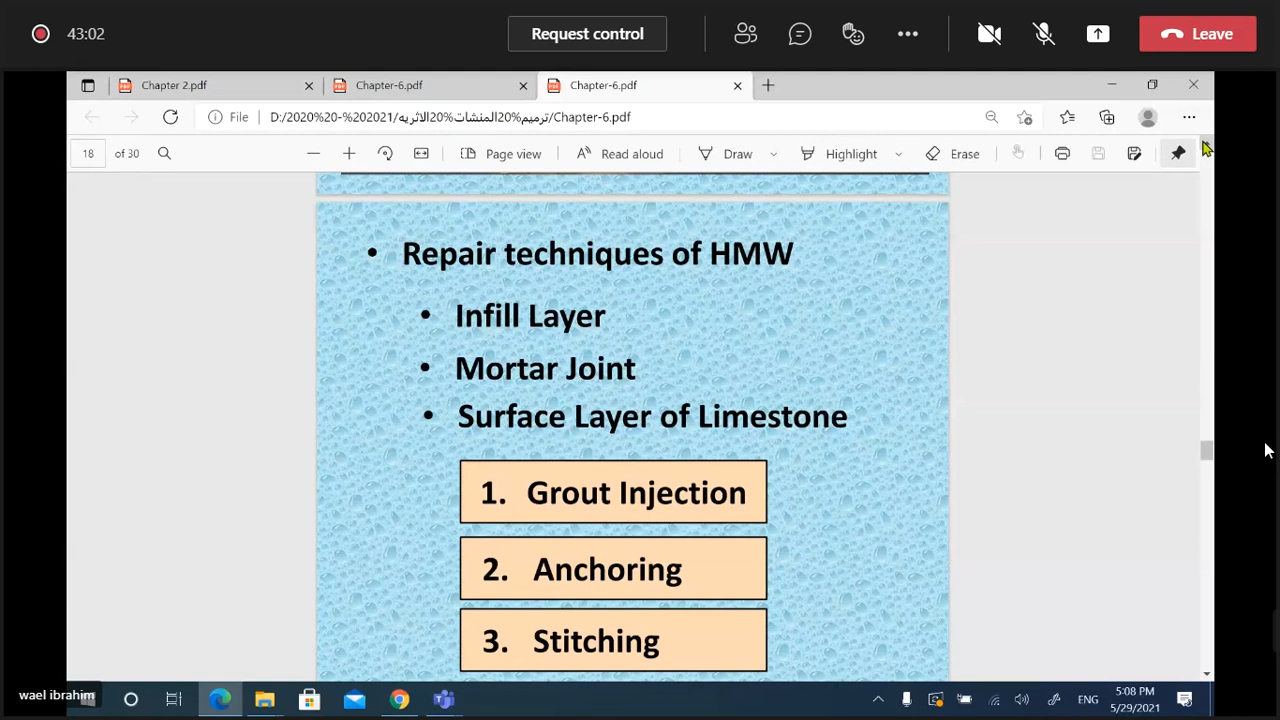 43:02
Request control
Leave
Chapter 2.pdf
Chapter-6.pdf
Chapter-6.pdf
File
D:/2020%20-%202021/ترميم%20المنشات%20الاثريه/Chapter-6.pdf
18 of 30
Page view
Read aloud
Draw
Highlight
Erase
• Repair techniques of HMW
• Infill Layer
• Mortar Joint
• Surface Layer of Limestone
1. Grout Injection
2. Anchoring
3. Stitching
wael ibrahim
ENG
5:08 PM
5/29/2021